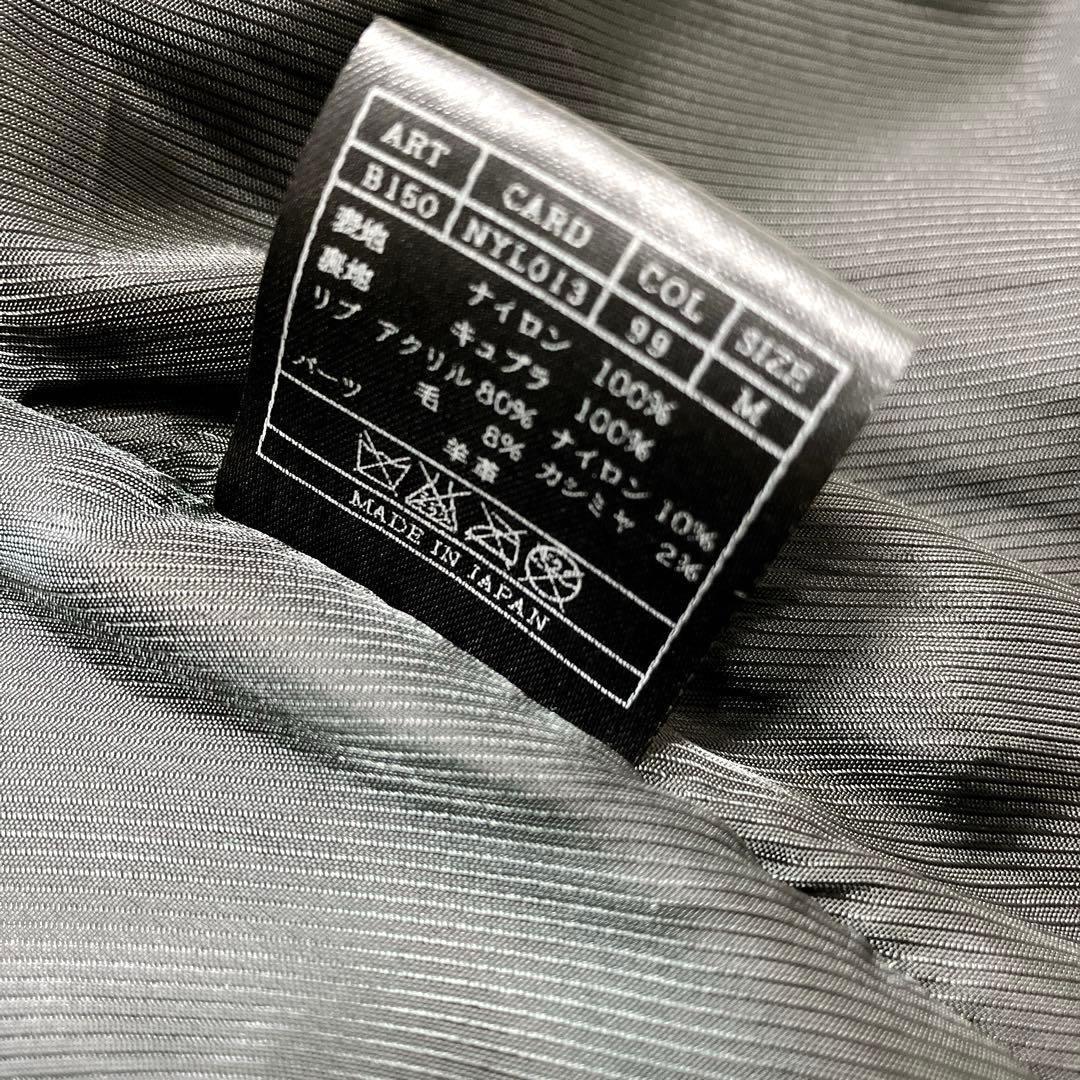 ART CARD COL SIZE
B150 NYL013 99 M
表地 ナイロン 100%
裏地 キュプラ 100%
リブ アクリル 80% ナイロン 10%
毛 8% カシミヤ 2%
パーツ 羊革
MADE IN JAPAN